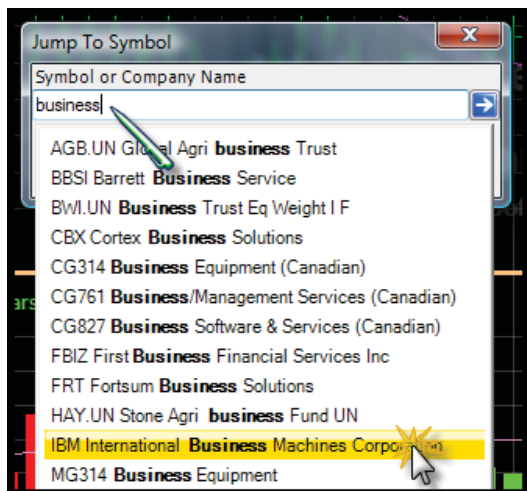 Jump To Symbol
Symbol or Company Name
business
AGB.UN Global Agri business Trust
BBSI Barrett Business Service
BWI.UN Business Trust Eq Weight I F
CBX Cortex Business Solutions
CG314 Business Equipment (Canadian)
CG761 Business/Management Services (Canadian)
CG827 Business Software & Services (Canadian)
FBIZ First Business Financial Services Inc
FRT Fortsum Business Solutions
HAY.UN Stone Agri business Fund UN
IBM International Business Machines Corporation
MG314 Business Equipment